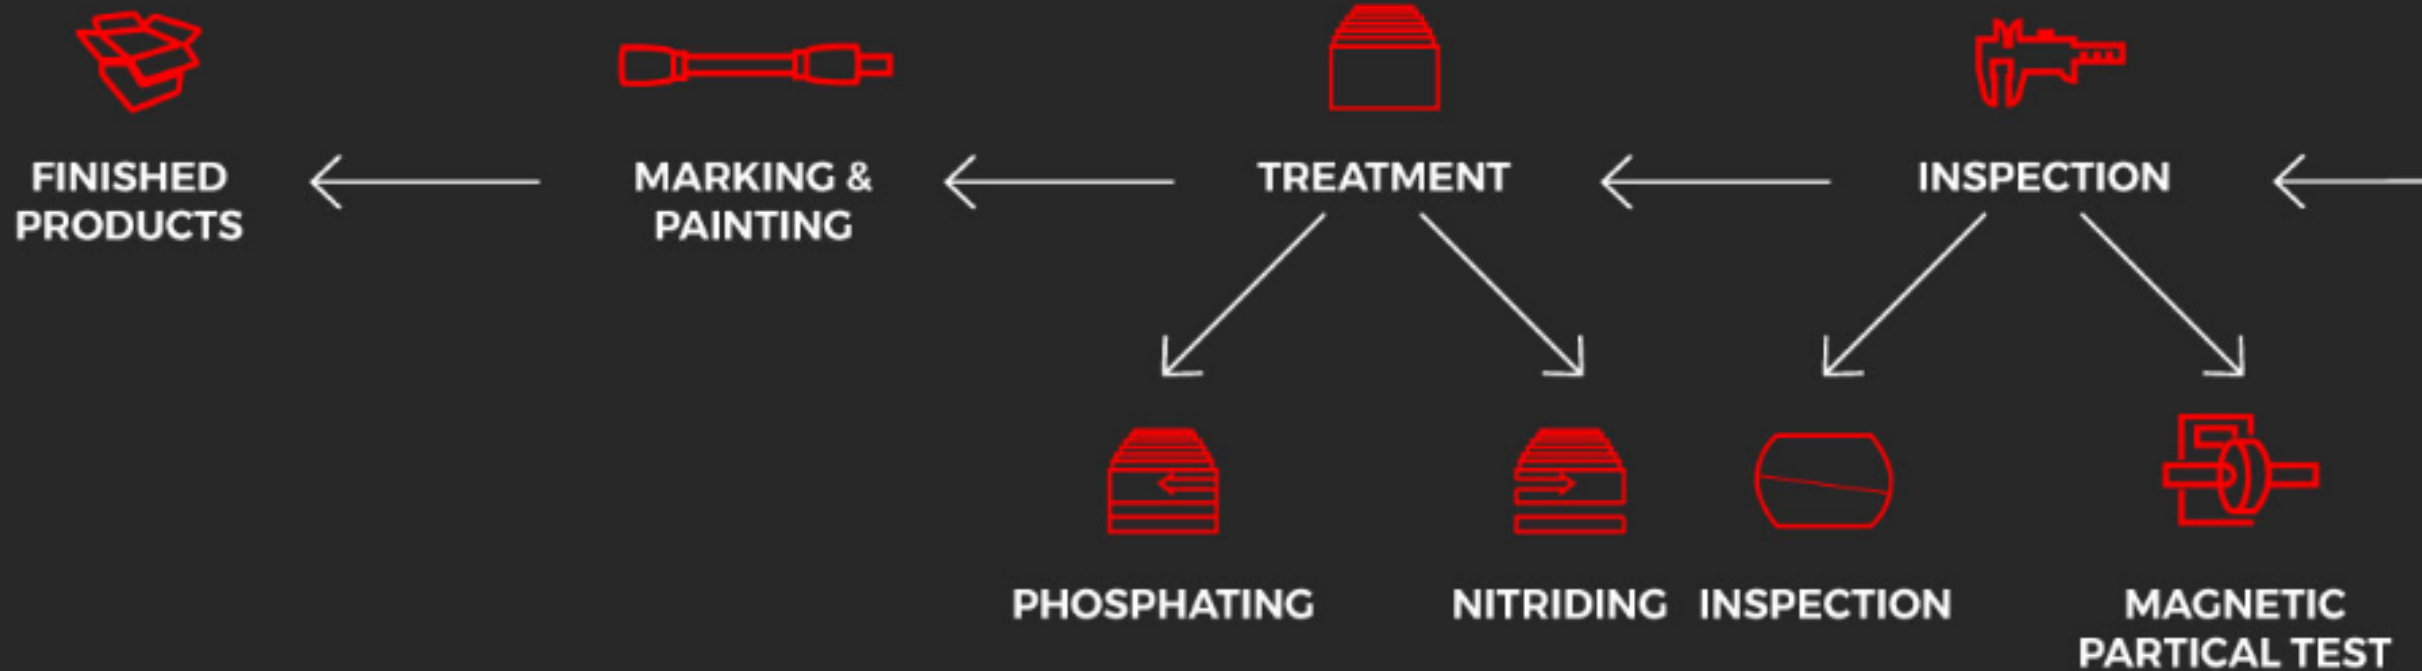 FINISHED
PRODUCTS
MARKING &
PAINTING
TREATMENT
INSPECTION
PHOSPHATING
NITRIDING
INSPECTION
MAGNETIC
PARTICAL TEST